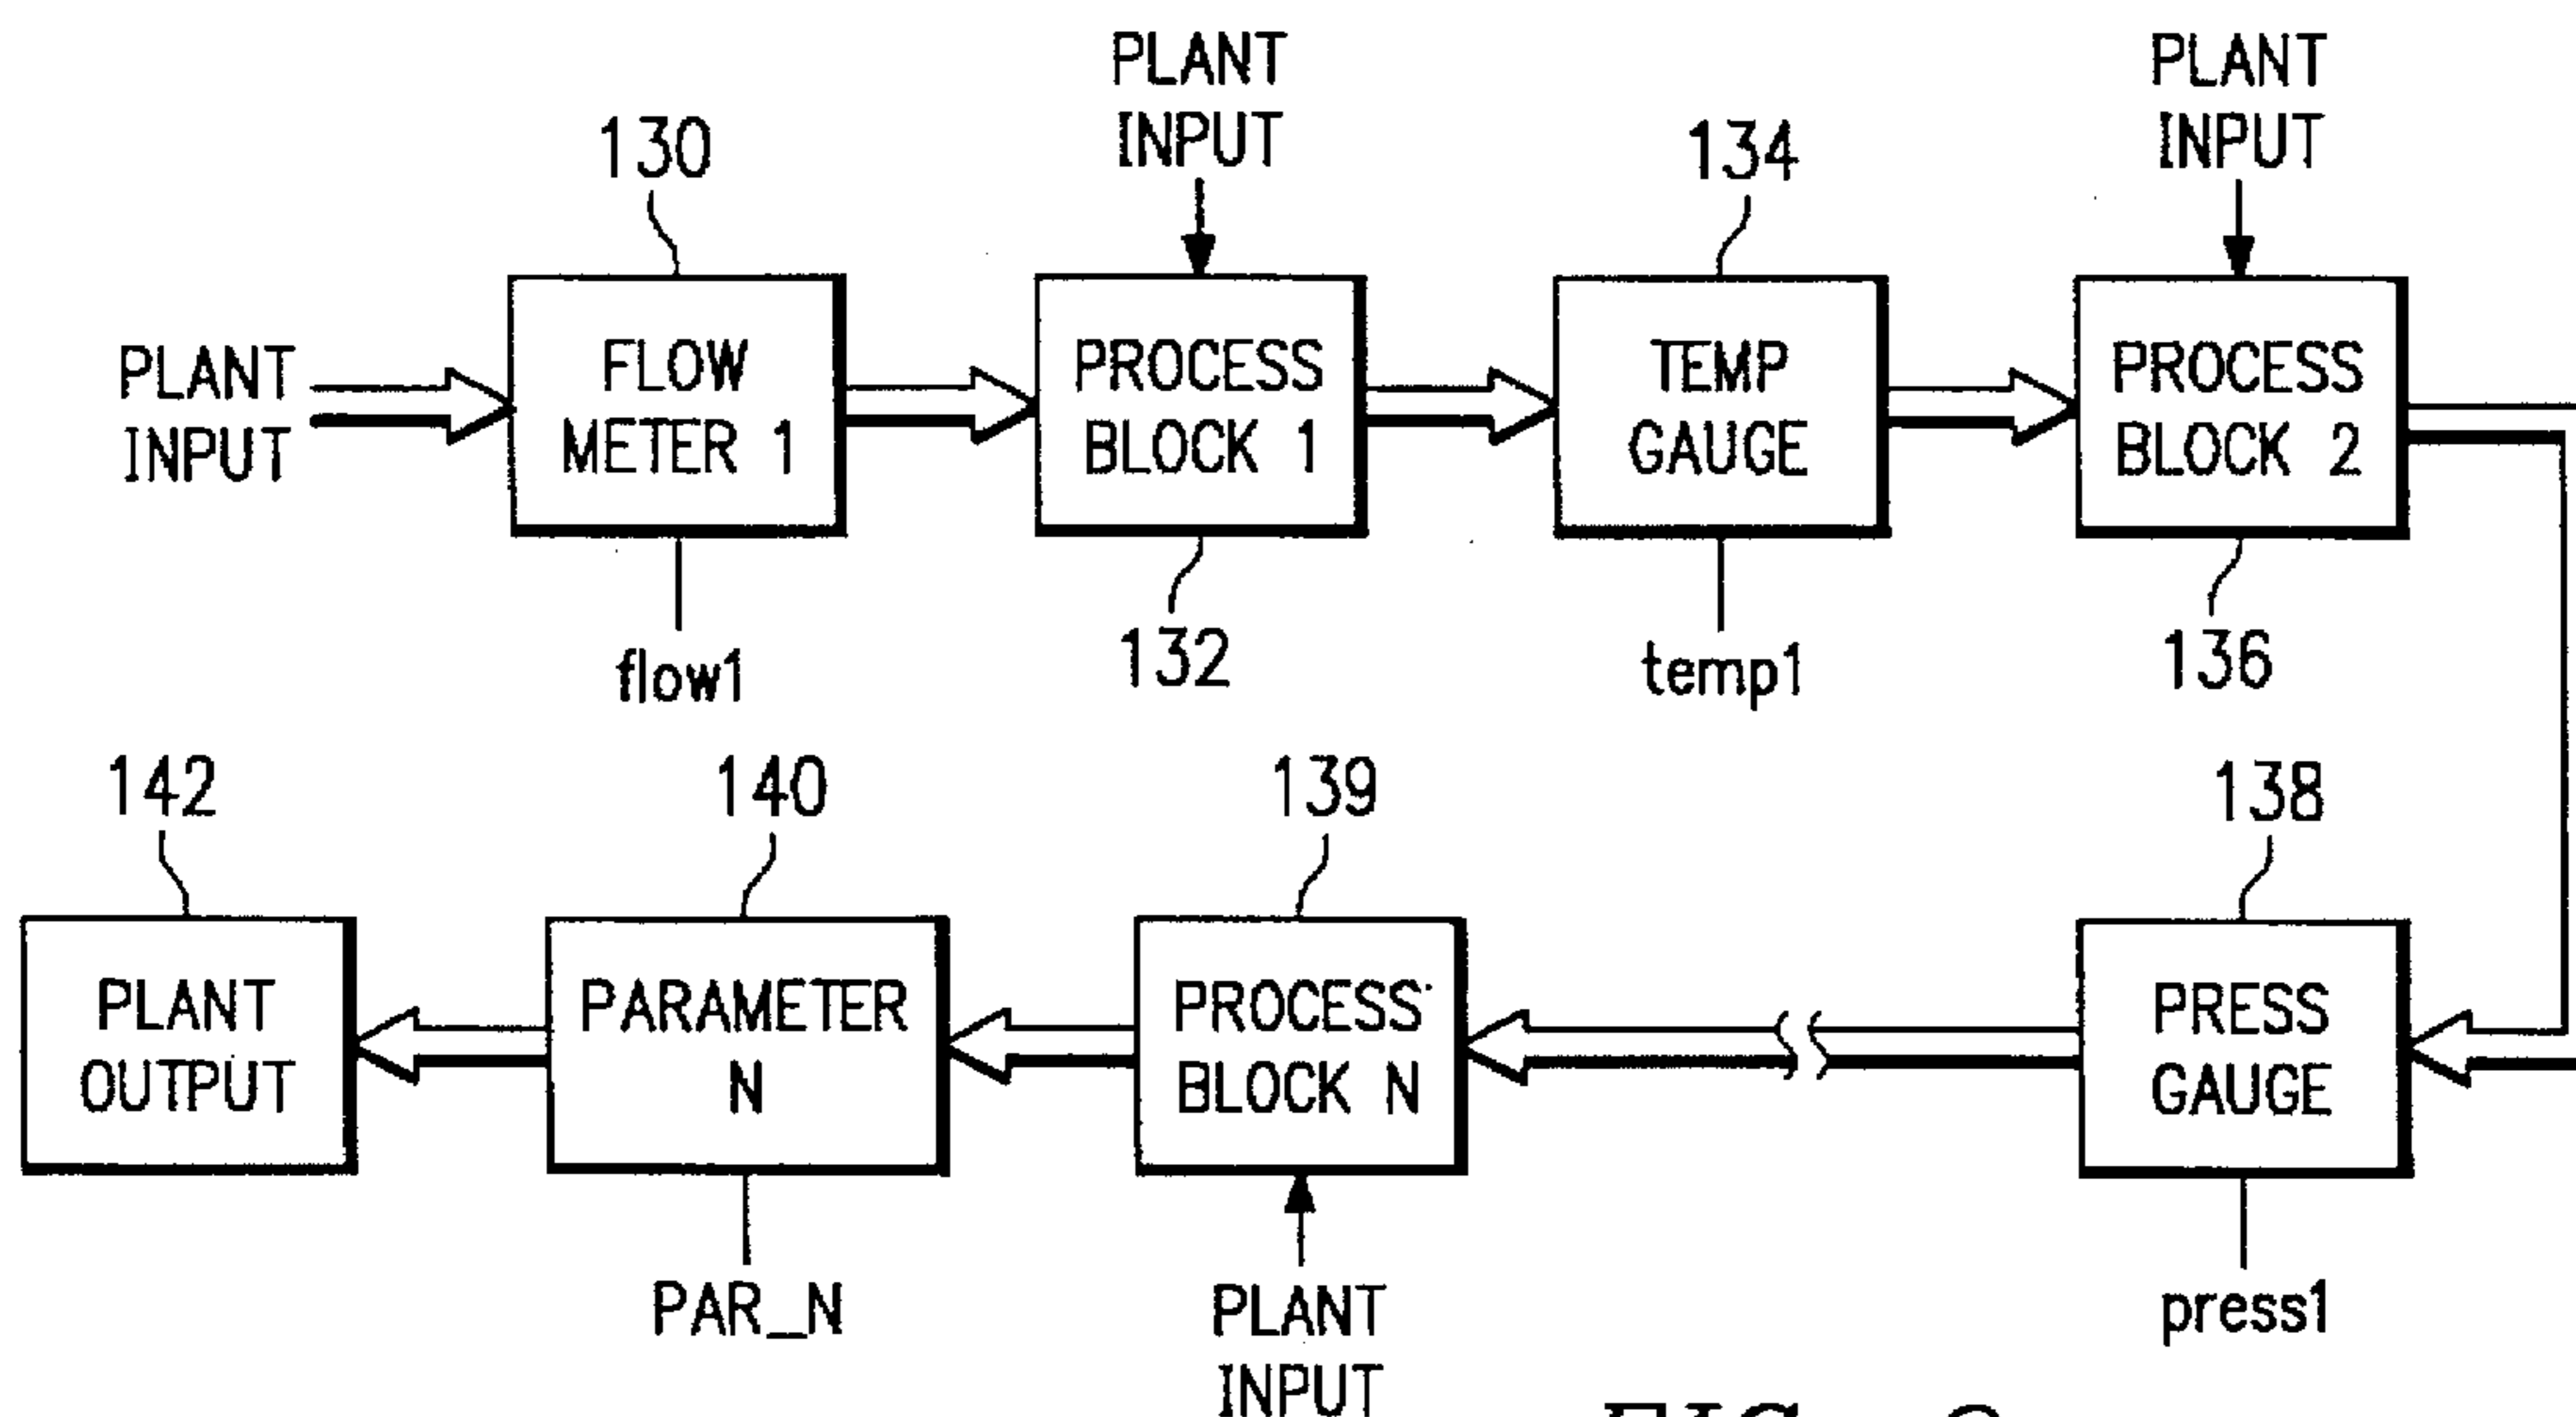 PLANT
INPUT
PLANT
INPUT
130
134
PLANT
INPUT
FLOW
METER 1
PROCESS
BLOCK 1
TEMP
GAUGE
PROCESS
BLOCK 2
flow1
132
temp1
136
142
140
139
138
PLANT
OUTPUT
PARAMETER
N
PROCESS
BLOCK N
PRESS
GAUGE
PAR_N
PLANT
INPUT
press1